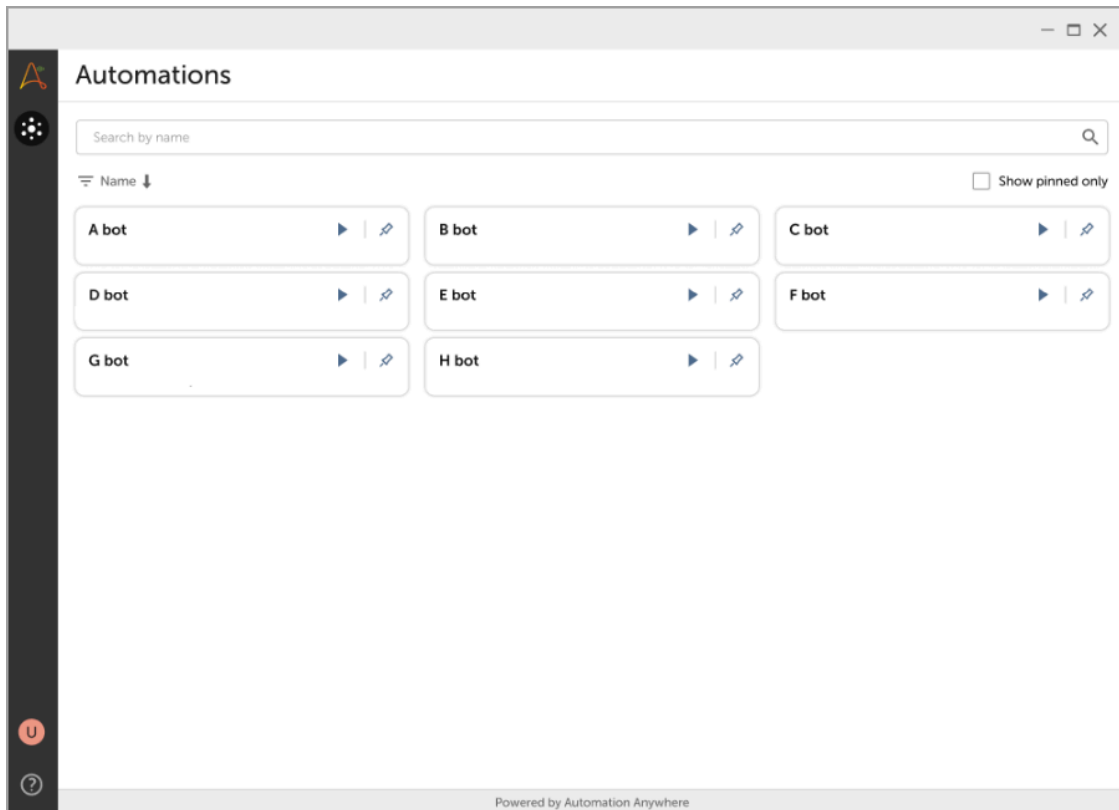 Automations
Search by name
Name Show pinned only
A bot B bot C bot
D bot E bot F bot
G bot H bot
U
?
Powered by Automation Anywhere